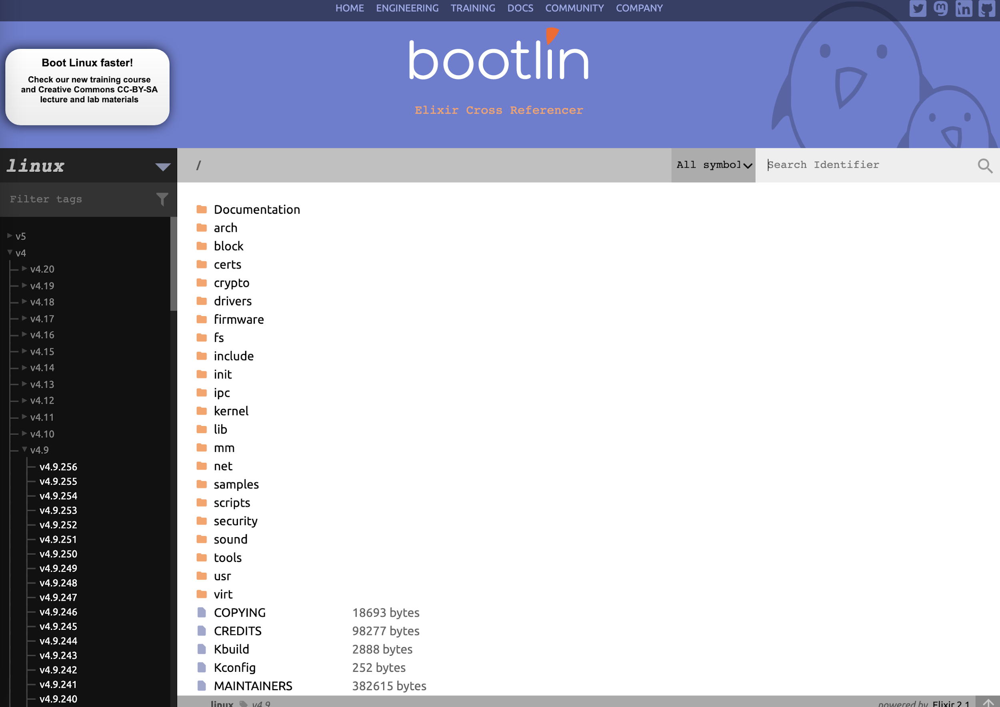 HOME ENGINEERING TRAINING DOCS COMMUNITY COMPANY
bootlin
Elixir Cross Referencer
Boot Linux faster!
Check our new training course
and Creative Commons CC-BY-SA
lecture and lab materials
linux
/
All symbol
Search Identifier
Filter tags
v5
v4
v4.20
v4.19
v4.18
v4.17
v4.16
v4.15
v4.14
v4.13
v4.12
v4.11
v4.10
v4.9
v4.9.256
v4.9.255
v4.9.254
v4.9.253
v4.9.252
v4.9.251
v4.9.250
v4.9.249
v4.9.248
v4.9.247
v4.9.246
v4.9.245
v4.9.244
v4.9.243
v4.9.242
v4.9.241
v4.9.240
Documentation
arch
block
certs
crypto
drivers
firmware
fs
include
init
ipc
kernel
lib
mm
net
samples
scripts
security
sound
tools
usr
virt
COPYING 18693 bytes
CREDITS 98277 bytes
Kbuild 2888 bytes
Kconfig 252 bytes
MAINTAINERS 382615 bytes
linux v4.9
powered by Elixir 2.1